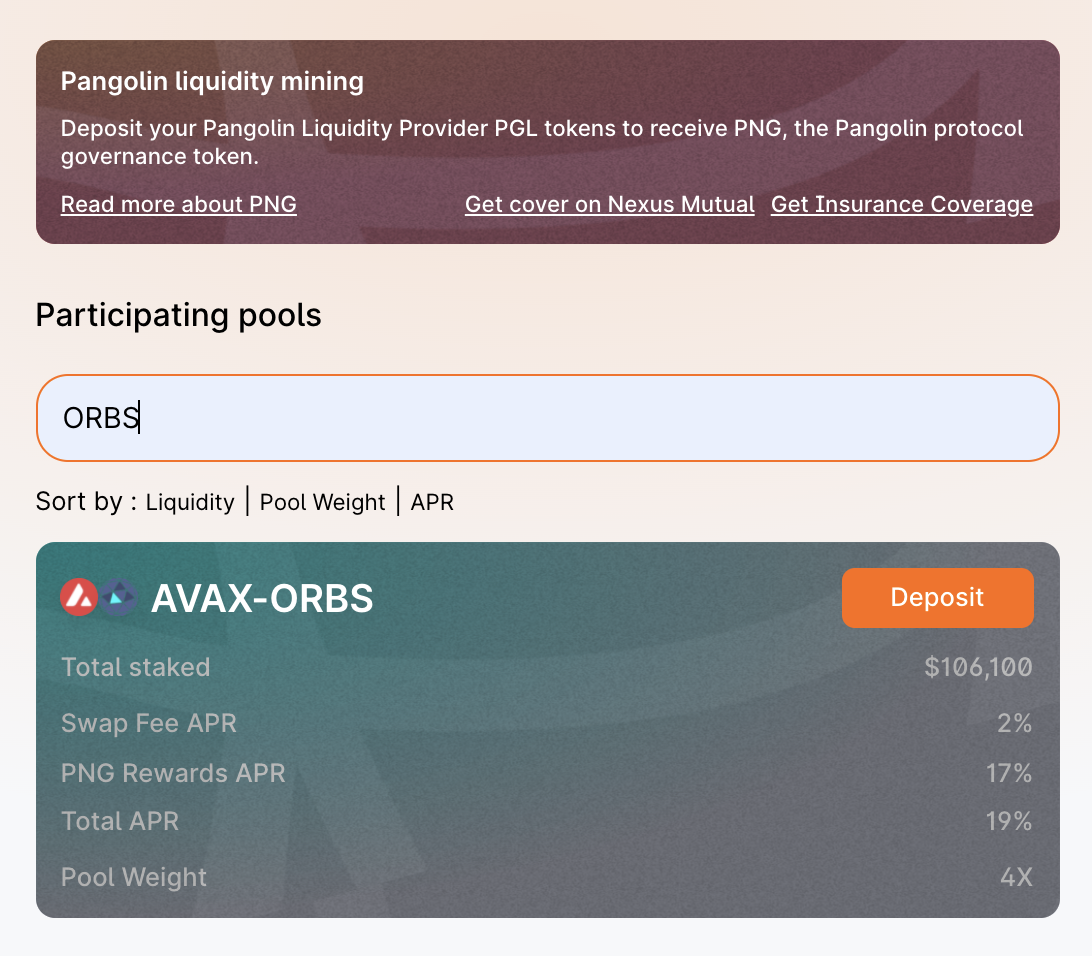 Pangolin liquidity mining
Deposit your Pangolin Liquidity Provider PGL tokens to receive PNG, the Pangolin protocol
governance token.
Read more about PNG Get cover on Nexus Mutual Get Insurance Coverage
Participating pools
ORBS
Sort by : Liquidity | Pool Weight | APR
AVAX-ORBS Deposit
Total staked $106,100
Swap Fee APR 2%
PNG Rewards APR 17%
Total APR 19%
Pool Weight 4X